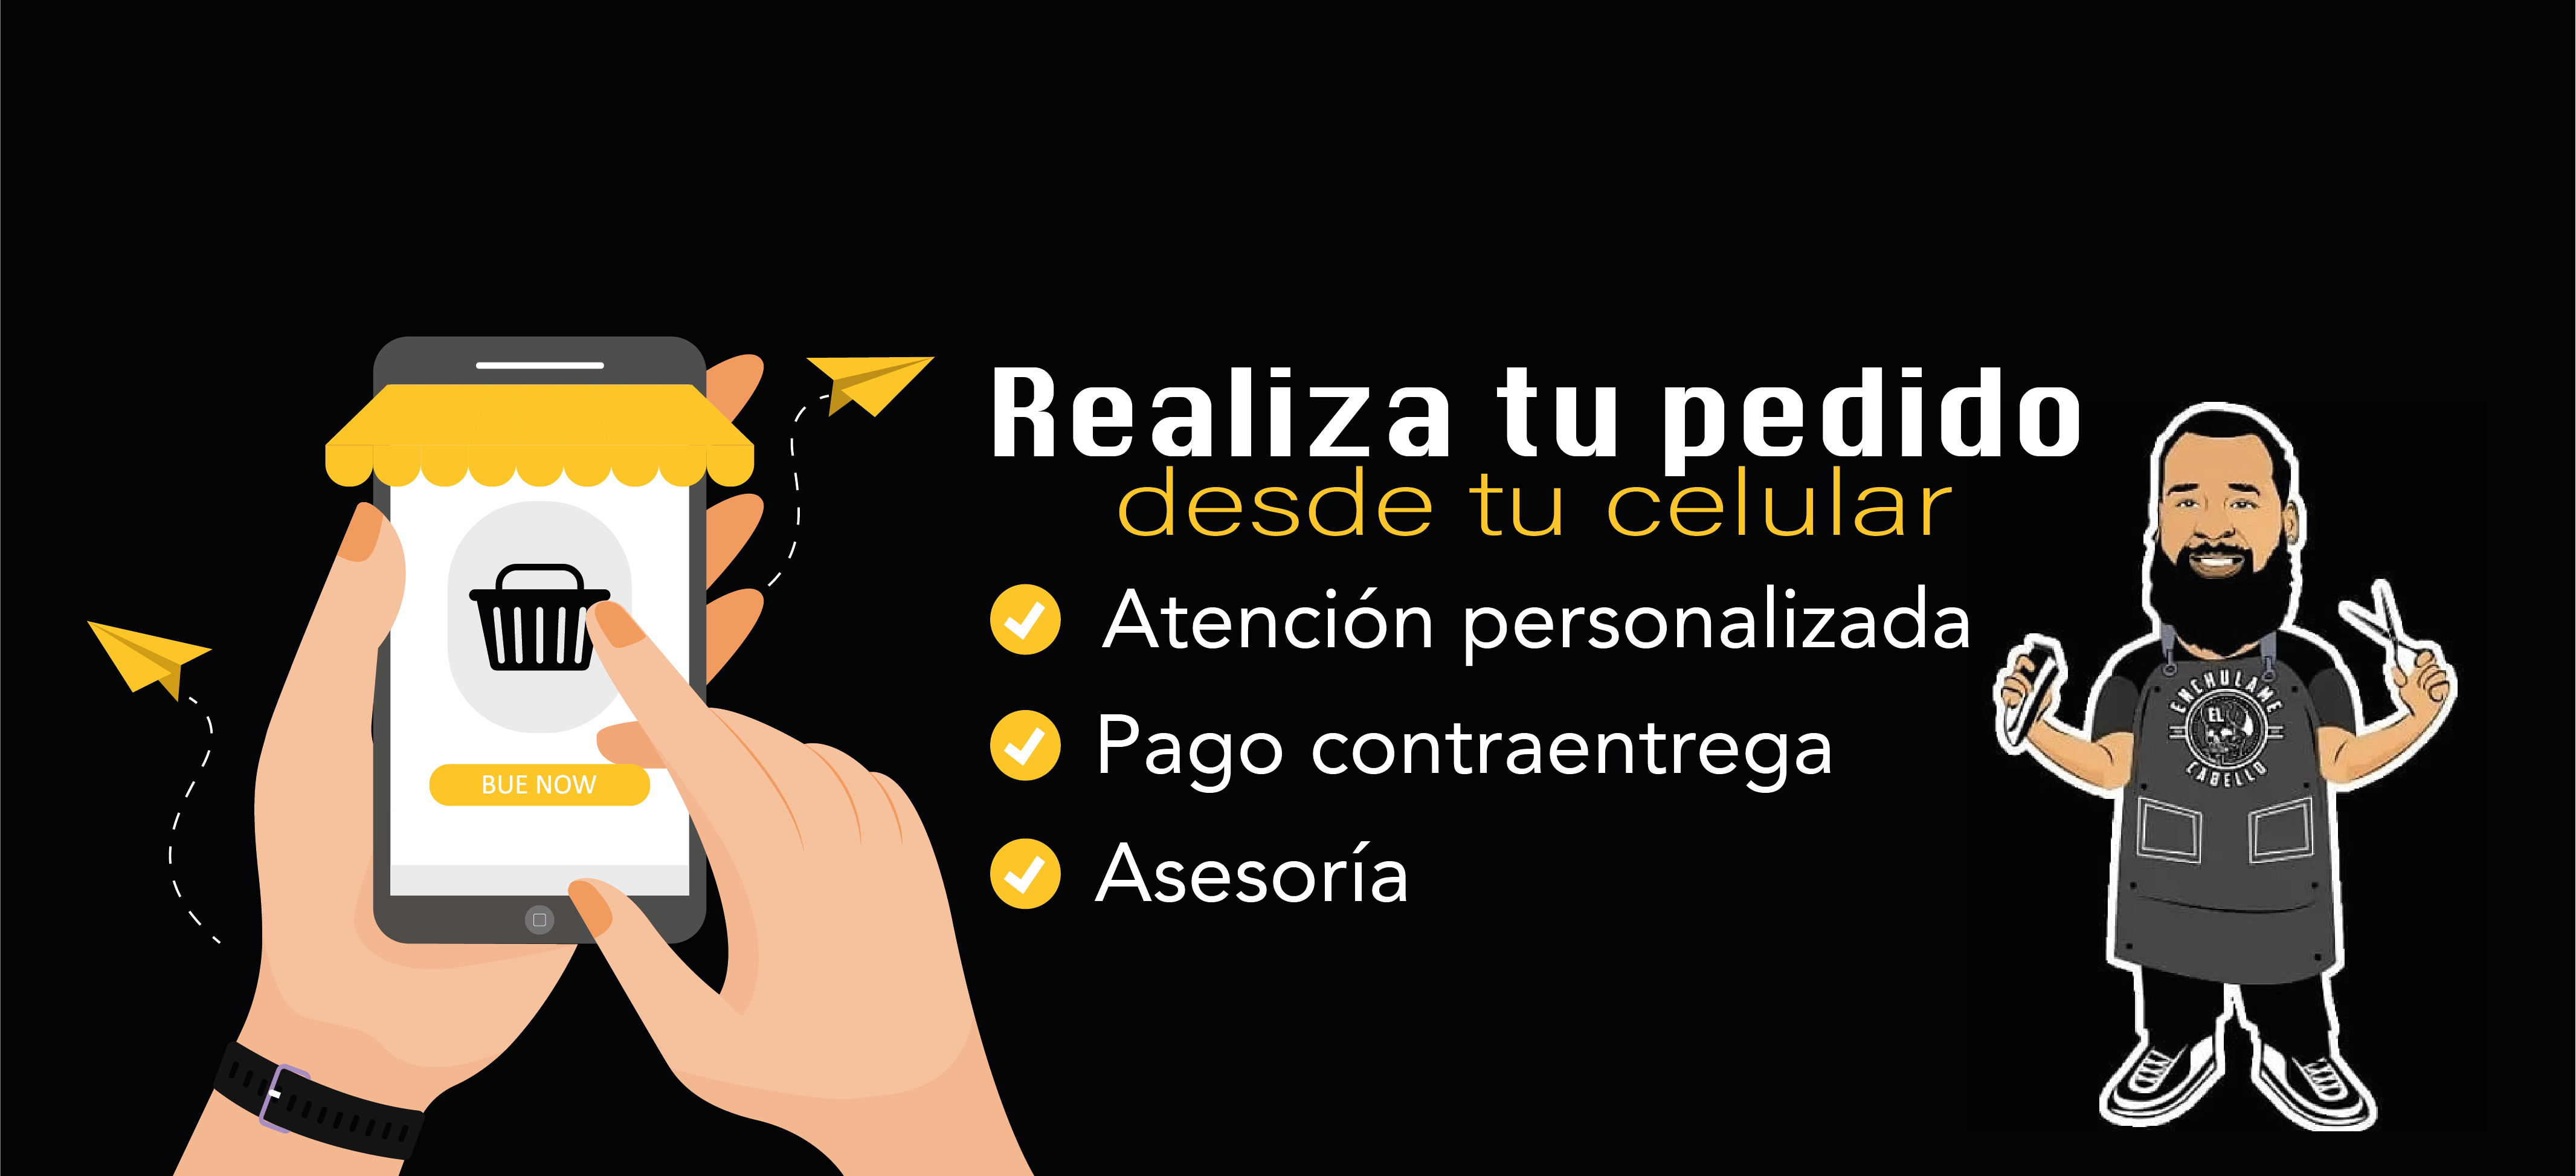 Realiza tu pedido
desde tu celular
Atención personalizada
Pago contraentrega
Asesoría
BUE NOW
ENCHULAME
EL
CABELLO